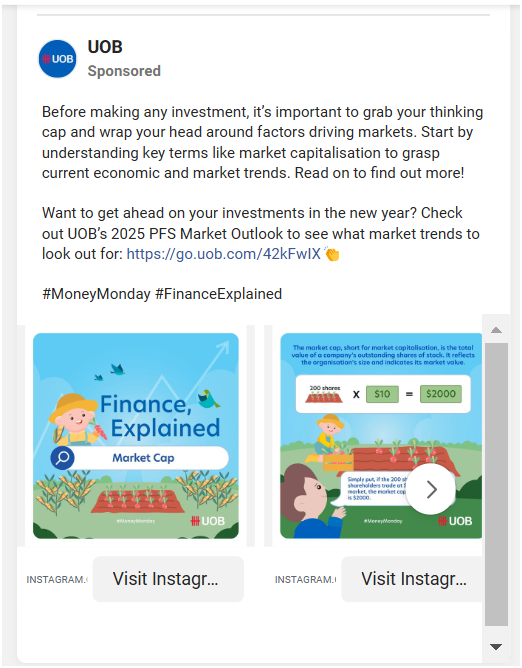 UOB
UOB
Sponsored
Before making any investment, it’s important to grab your thinking
cap and wrap your head around factors driving markets. Start by
understanding key terms like market capitalisation to grasp
current economic and market trends. Read on to find out more!
Want to get ahead on your investments in the new year? Check
out UOB’s 2025 PFS Market Outlook to see what market trends to
look out for: https://go.uob.com/42kFwIX 👏
#MoneyMonday #FinanceExplained
Finance,
Explained
Market Cap
#MoneyMonday
UOB
The market cap, short for market capitalisation, is the total
value of a company's outstanding shares of stock. It reflects
the organisation's size and indicates its market value.
200 shares
X $10 = $2000
Simply put, if the 200
shareholders trade at
market, the market cap
is $2000.
#MoneyMonday
UOB
INSTAGRAM.
Visit Instagr...
INSTAGRAM.
Visit Instagr...